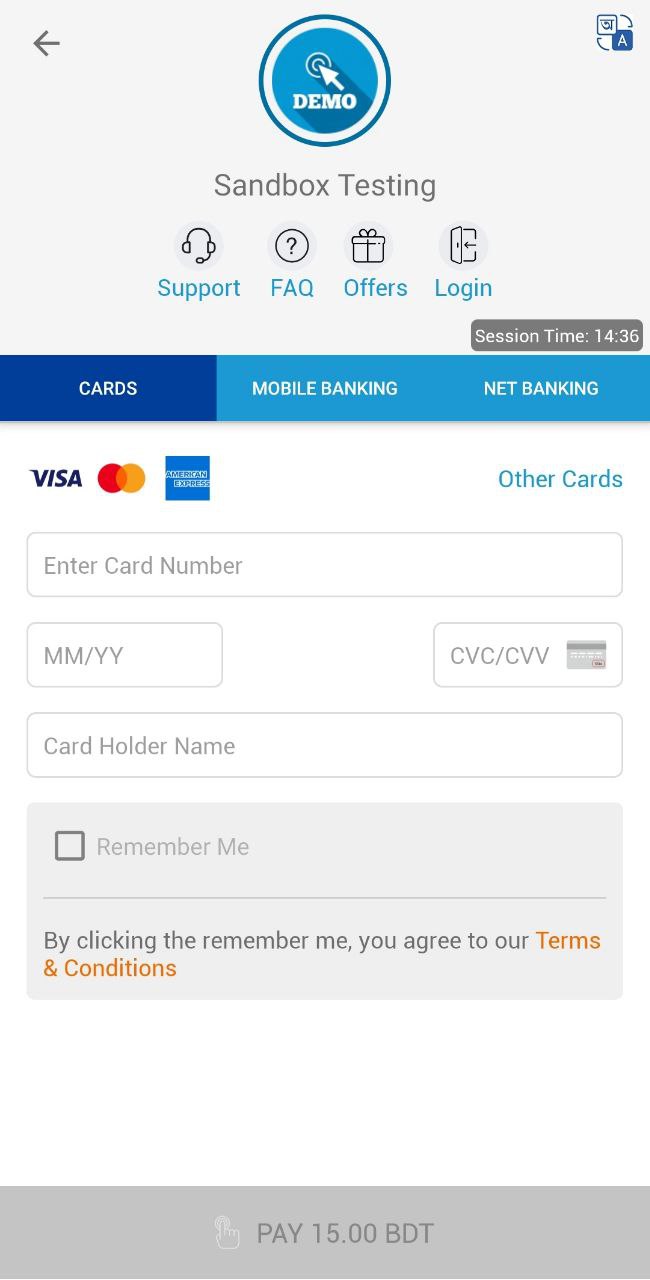 অ
A
DEMO
Sandbox Testing
?
Support FAQ Offers Login
Session Time: 14:36
CARDS MOBILE BANKING NET BANKING
VISA AMERICAN EXPRESS Other Cards
Enter Card Number
MM/YY CVC/CVV
Card Holder Name
Remember Me
By clicking the remember me, you agree to our Terms
& Conditions
PAY 15.00 BDT